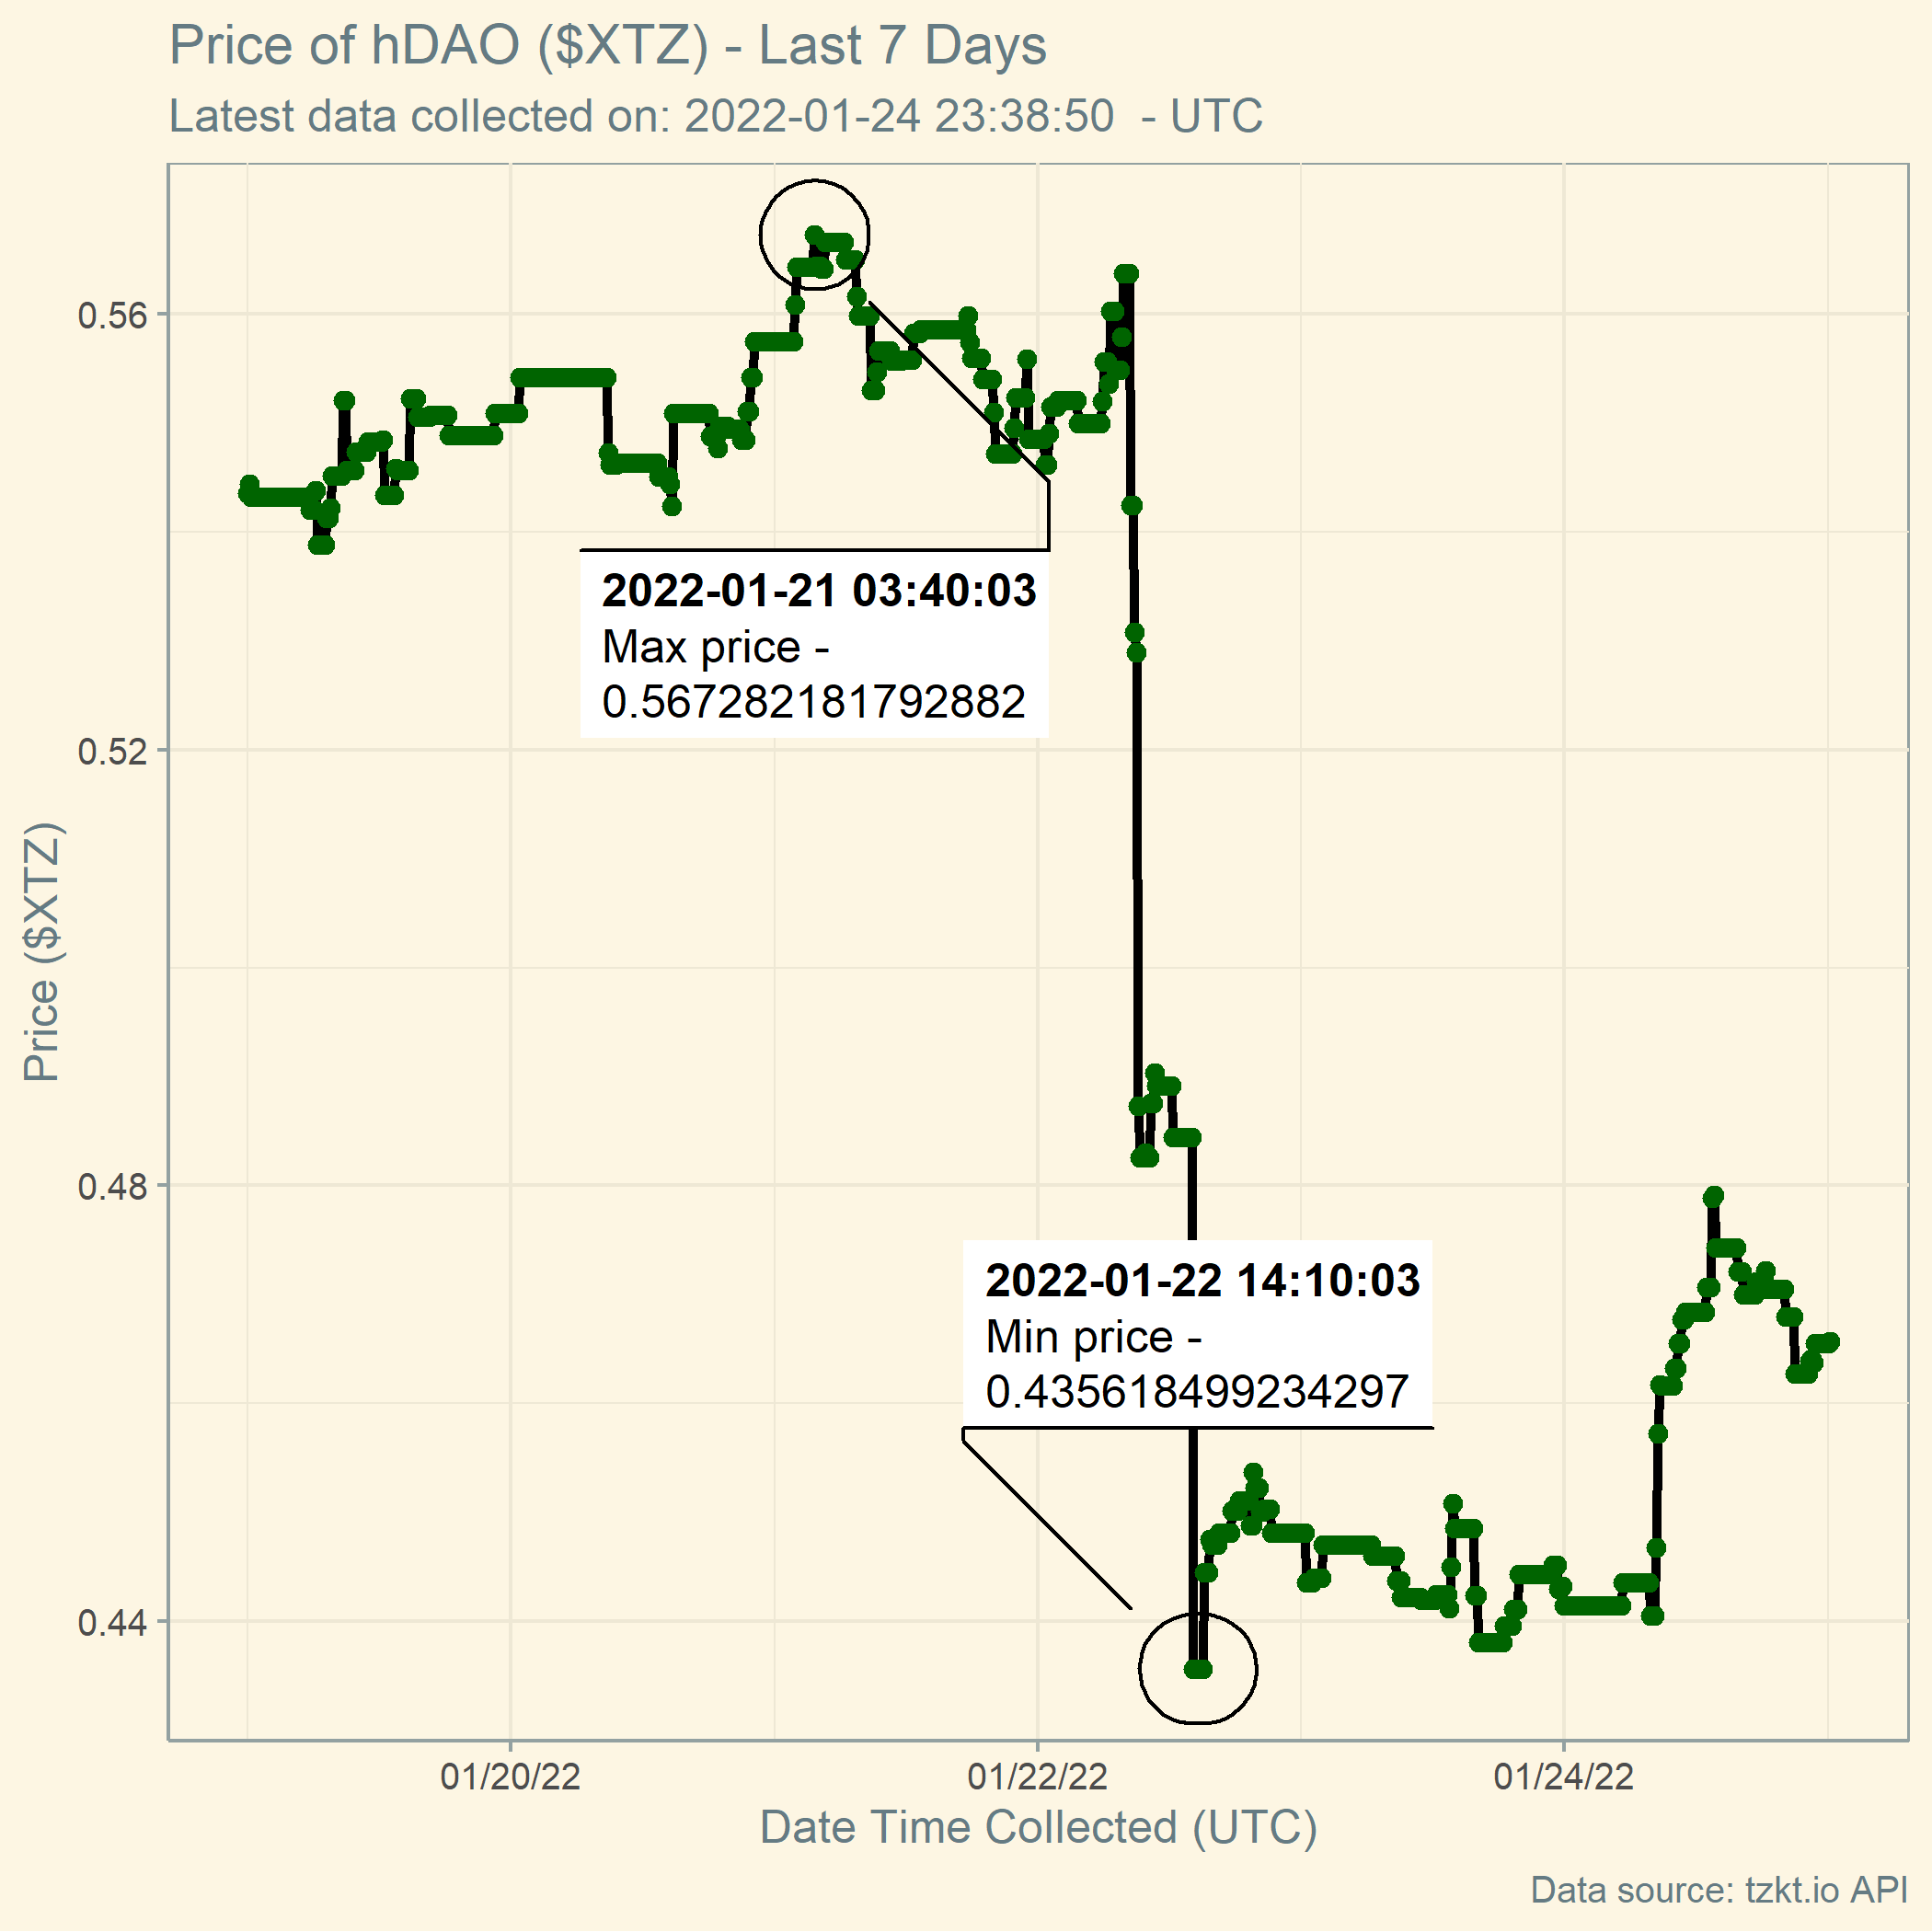 Price of hDAO ($XTZ) - Last 7 Days
Latest data collected on: 2022-01-24 23:38:50  - UTC
Price ($XTZ)
0.56
0.52
0.48
0.44
2022-01-21 03:40:03
Max price -
0.567282181792882
2022-01-22 14:10:03
Min price -
0.435618499234297
01/20/22
01/22/22
01/24/22
Date Time Collected (UTC)
Data source: tzkt.io API